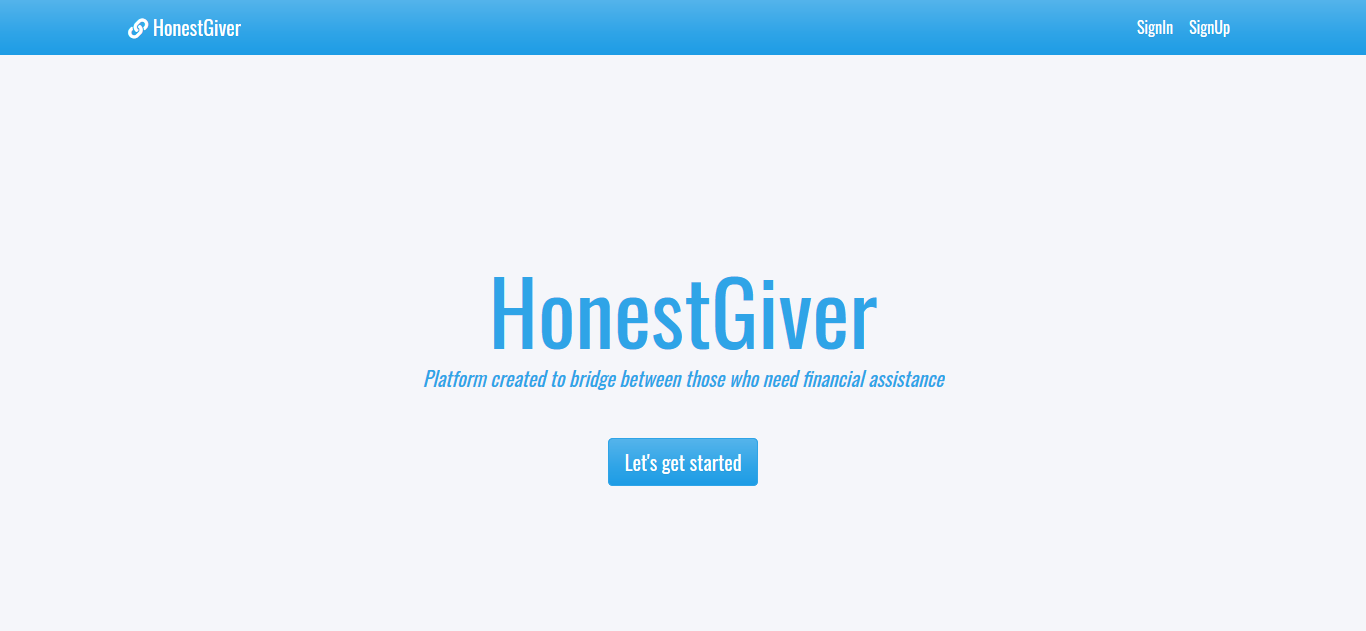 HonestGiver
SignIn
SignUp
HonestGiver
Platform created to bridge between those who need financial assistance
Let's get started